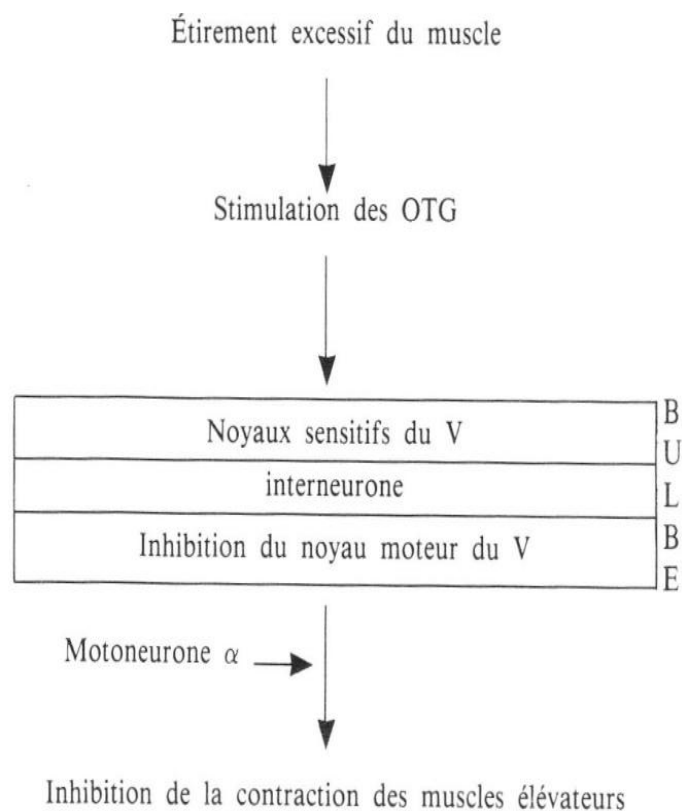 Étirement excessif du muscle
Stimulation des OTG
Noyaux sensitifs du V
interneurone
Inhibition du noyau moteur du V
BULBE
Motoneurone α
Inhibition de la contraction des muscles élévateurs